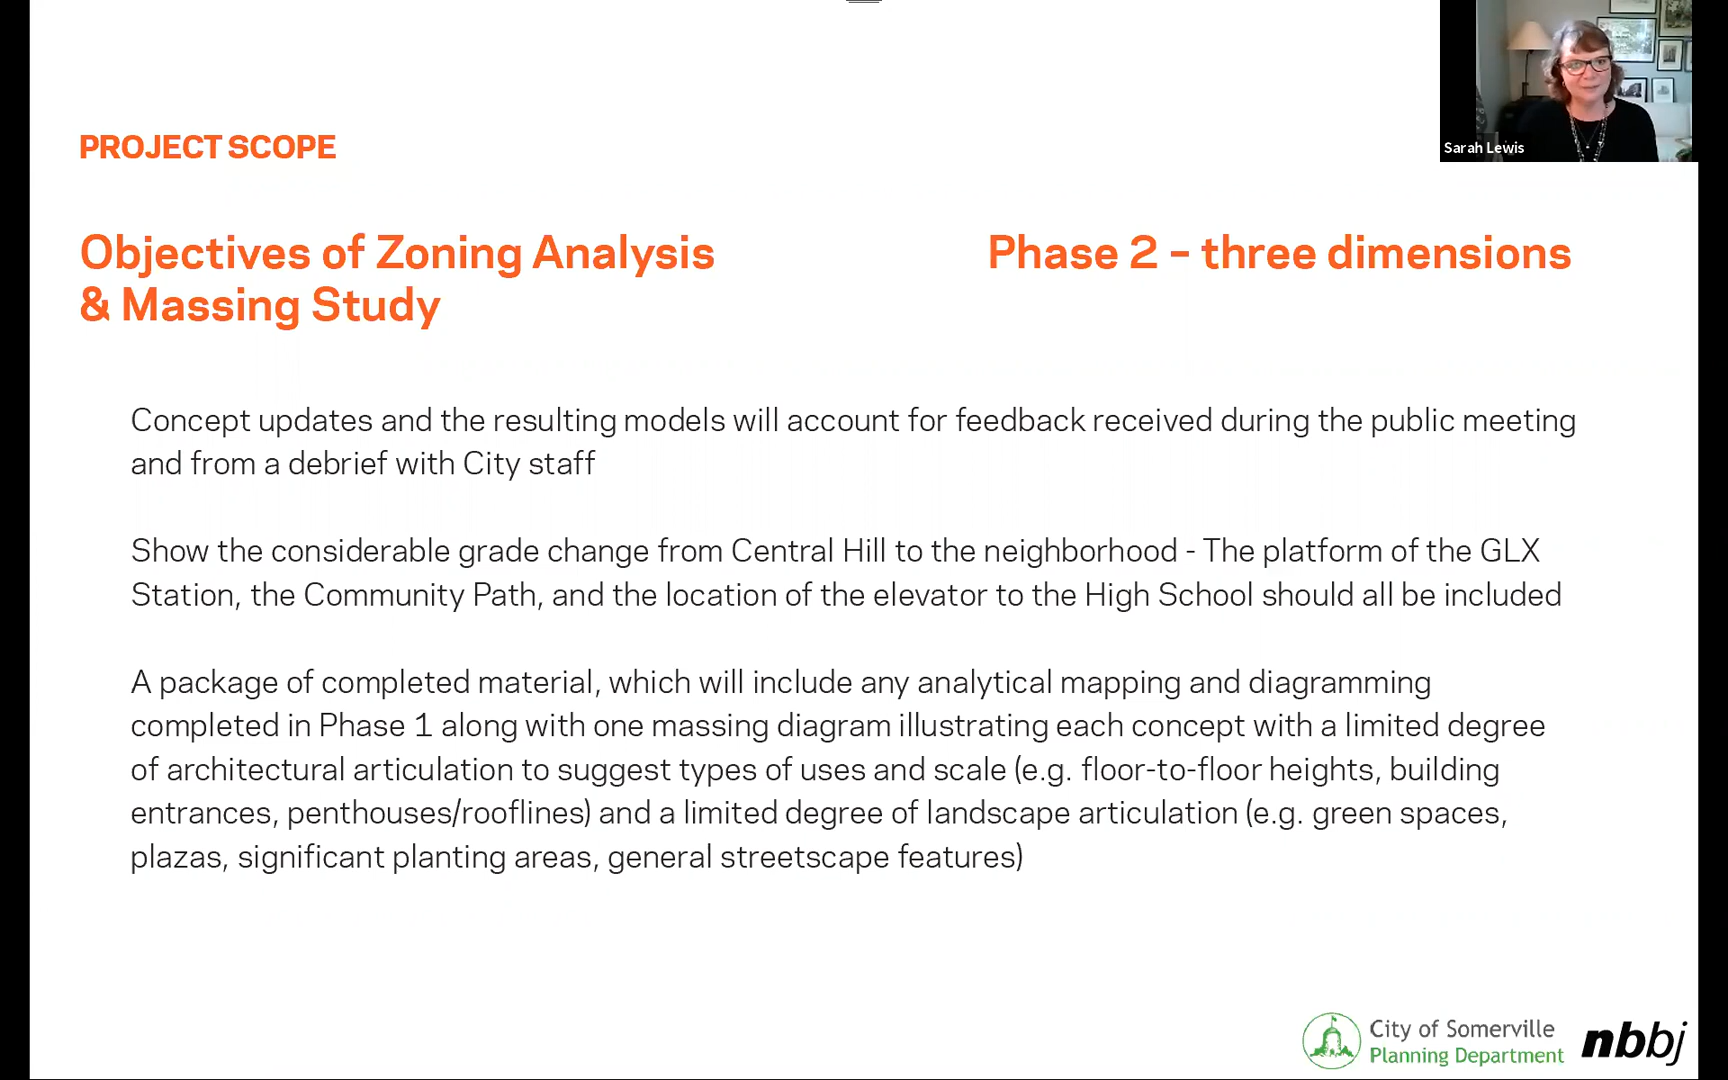 Sarah Lewis
PROJECT SCOPE
Objectives of Zoning Analysis
& Massing Study
Phase 2 – three dimensions
Concept updates and the resulting models will account for feedback received during the public meeting
and from a debrief with City staff
Show the considerable grade change from Central Hill to the neighborhood - The platform of the GLX
Station, the Community Path, and the location of the elevator to the High School should all be included
A package of completed material, which will include any analytical mapping and diagramming
completed in Phase 1 along with one massing diagram illustrating each concept with a limited degree
of architectural articulation to suggest types of uses and scale (e.g. floor-to-floor heights, building
entrances, penthouses/rooflines) and a limited degree of landscape articulation (e.g. green spaces,
plazas, significant planting areas, general streetscape features)
City of Somerville
Planning Department
nbbj